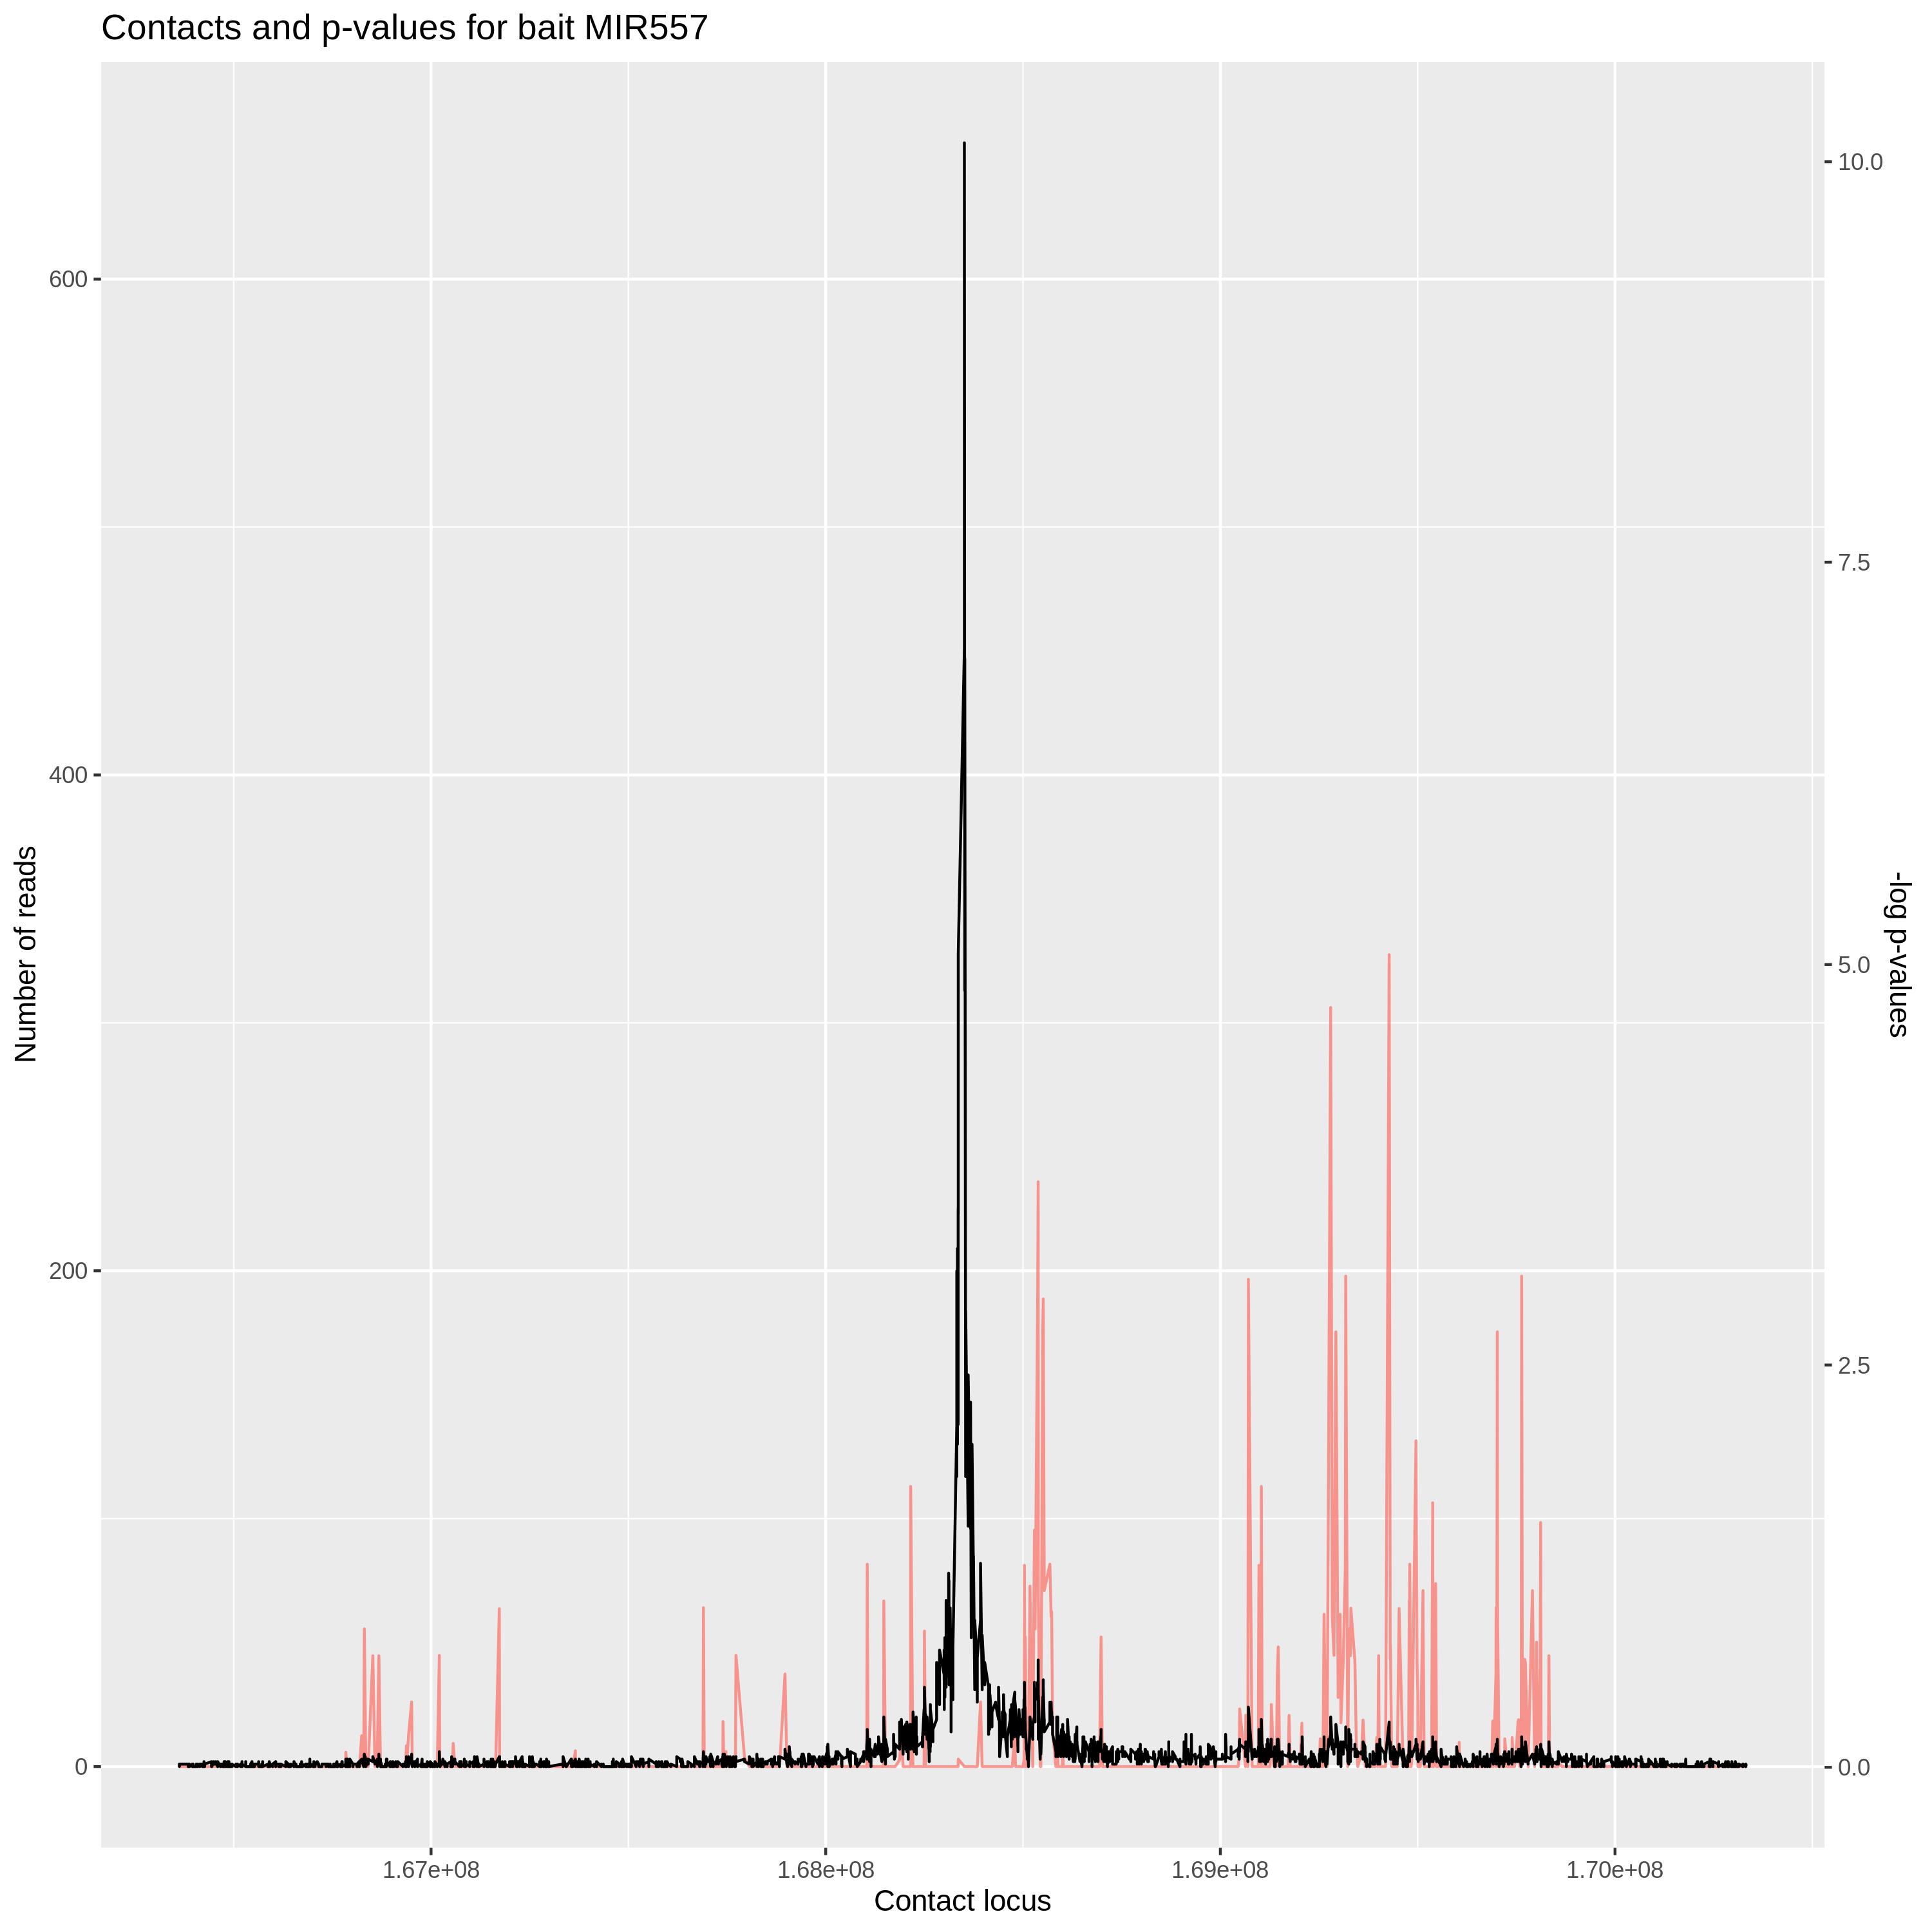 Contacts and p-values for bait MIR557
600
400
200
0
Number of reads
10.0
7.5
5.0
2.5
0.0
-log p-values
1.67e+08
1.68e+08
1.69e+08
1.70e+08
Contact locus